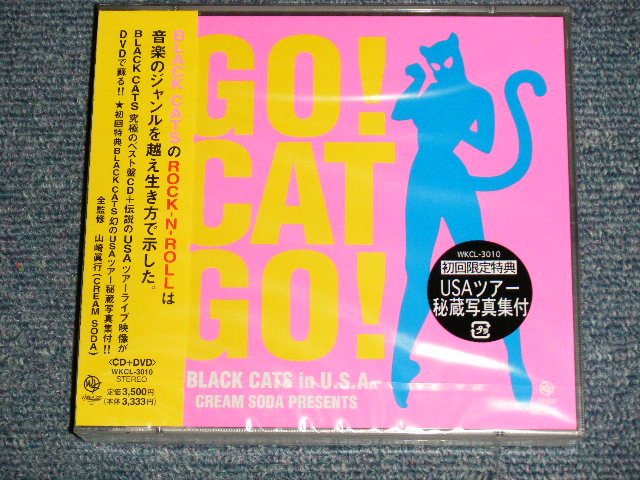 BLACK CATSのROCK-N-ROLLは
音楽のジャンルを越え生き方で示した。
BLACK CATS 究極のベスト盤CD+伝説のUSAツアーライブ映像が
DVDで蘇る!! ★初回特典BLACK CATS幻のUSAツアー秘蔵写真集付!!
全監修 山崎眞行(CREAM SODA)
<CD+DVD>
WKCL-3010
STEREO
定価3,500円
(本体3,333円)
GO!
CAT
GO!
WKCL-3010
初回限定特典
USAツアー
秘蔵写真集付
BLACK CATS in U.S.A.
CREAM SODA PRESENTS